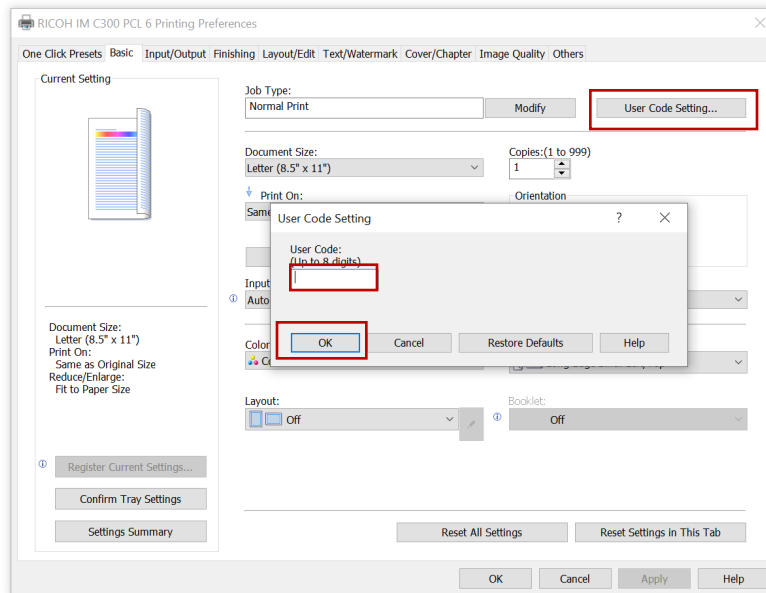 RICOH IM C300 PCL 6 Printing Preferences
One Click Presets Basic Input/Output Finishing Layout/Edit Text/Watermark Cover/Chapter Image Quality Others
Current Setting
Job Type:
Normal Print
Modify
User Code Setting...
Document Size:
Letter (8.5" x 11")
Copies:(1 to 999)
1
Print On:
Same
Orientation
User Code Setting
?
User Code:
(Up to 8 digits)
Input
Auto
OK Cancel Restore Defaults Help
Color
Document Size:
Letter (8.5" x 11")
Print On:
Same as Original Size
Reduce/Enlarge:
Fit to Paper Size
Layout:
Off
Booklet:
Off
Register Current Settings...
Confirm Tray Settings
Settings Summary
Reset All Settings Reset Settings in This Tab
OK Cancel Apply Help